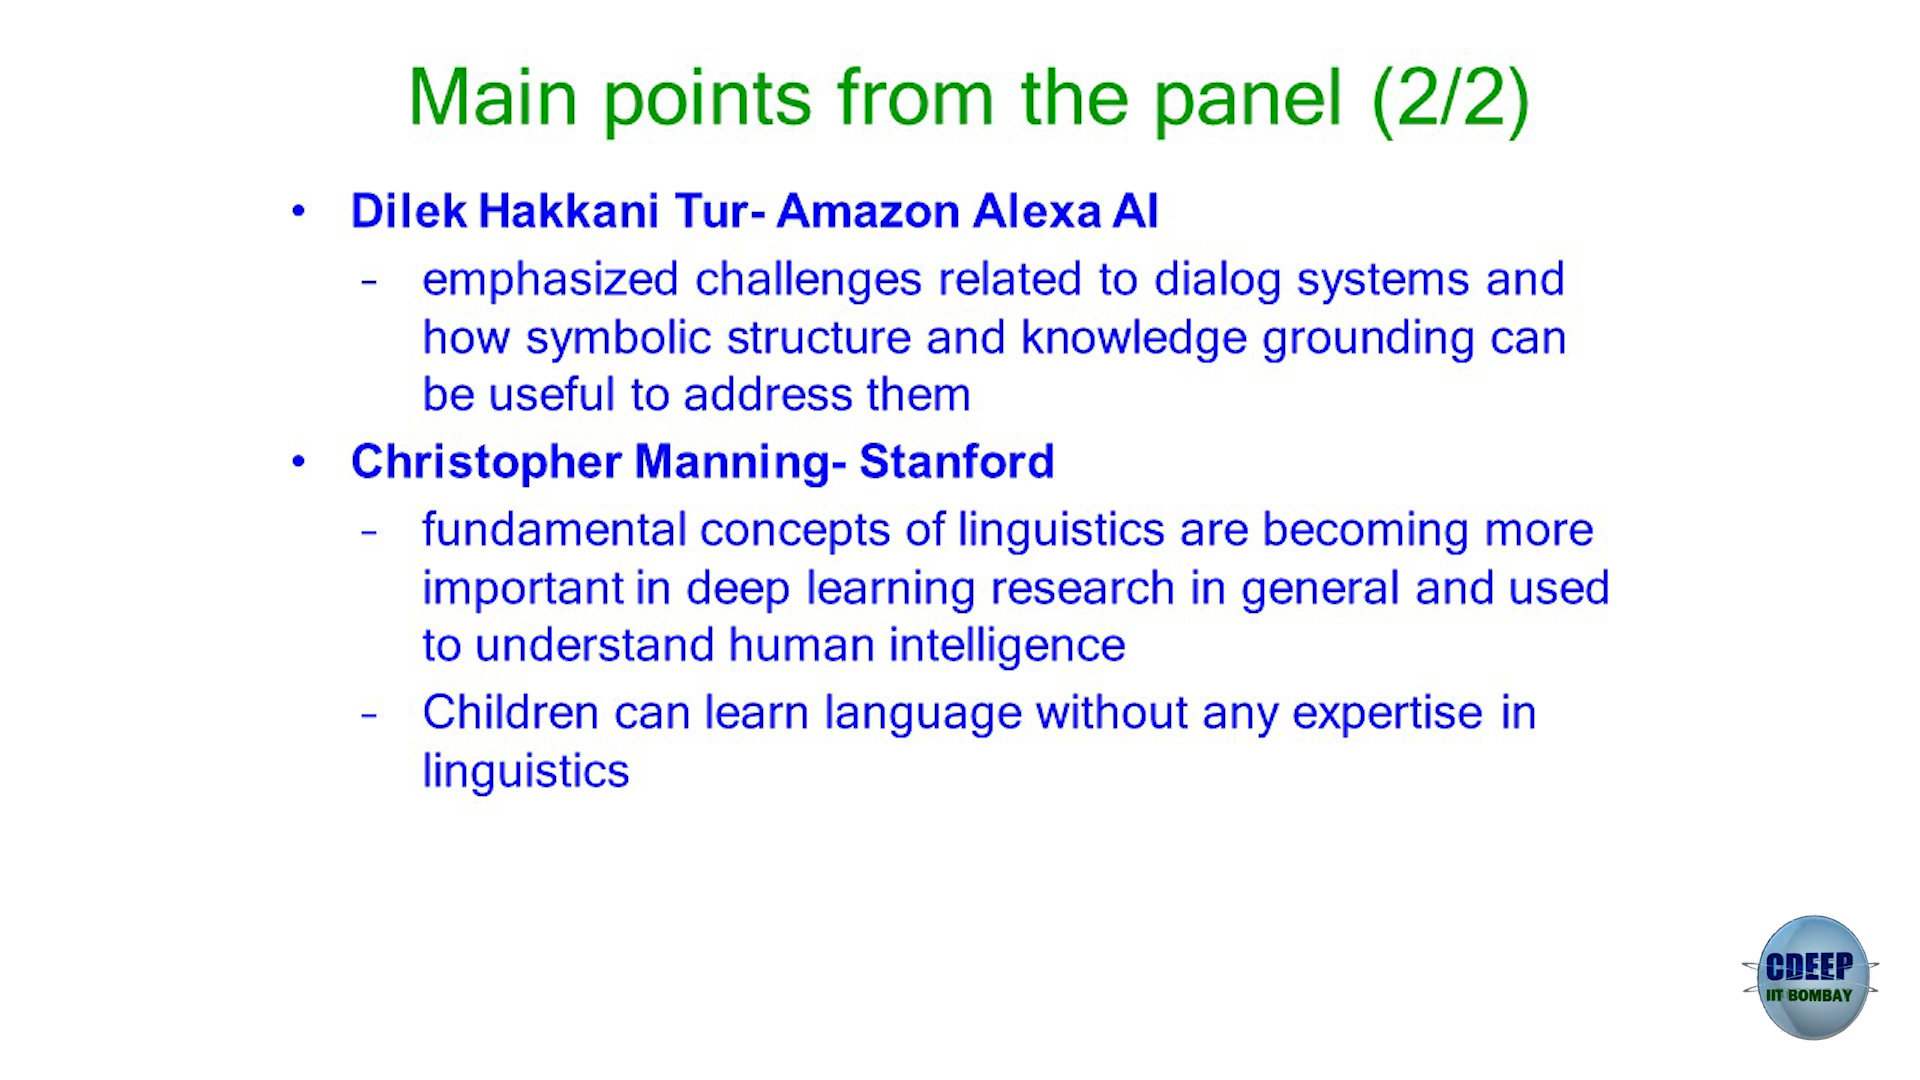 Main points from the panel (2/2)
• Dilek Hakkani Tur- Amazon Alexa AI
– emphasized challenges related to dialog systems and
how symbolic structure and knowledge grounding can
be useful to address them
• Christopher Manning- Stanford
– fundamental concepts of linguistics are becoming more
important in deep learning research in general and used
to understand human intelligence
– Children can learn language without any expertise in
linguistics
CDEEP
IIT BOMBAY